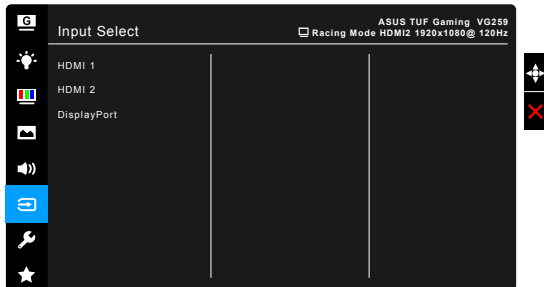 G
ASUS TUF Gaming VG259
Input Select
Racing Mode HDMI2 1920x1080@ 120Hz
HDMI 1
HDMI 2
DisplayPort